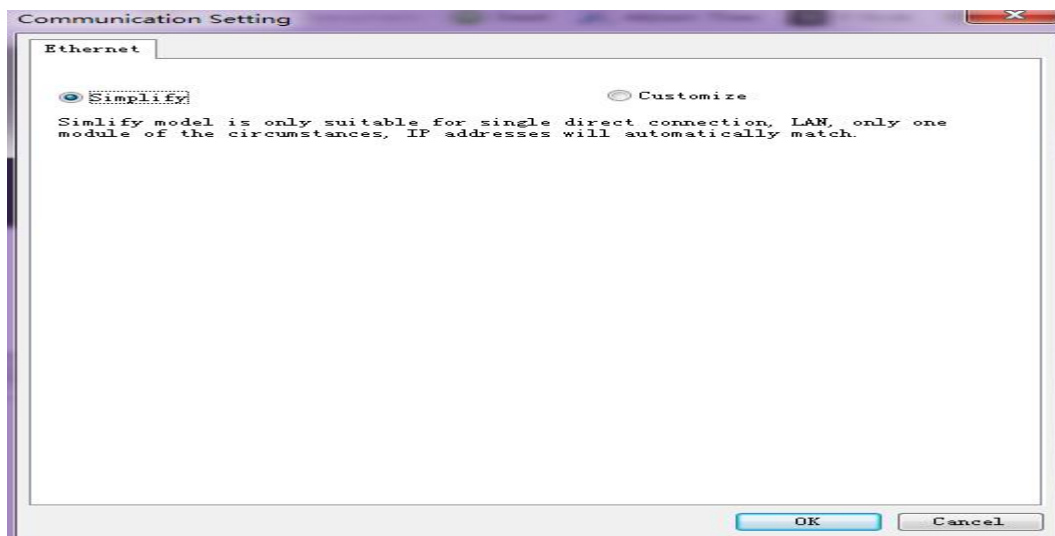 Communication Setting
Ethernet
Simplify
Customize
Simlify model is only suitable for single direct connection, LAN, only one
module of the circumstances, IP addresses will automatically match.
OK
Cancel